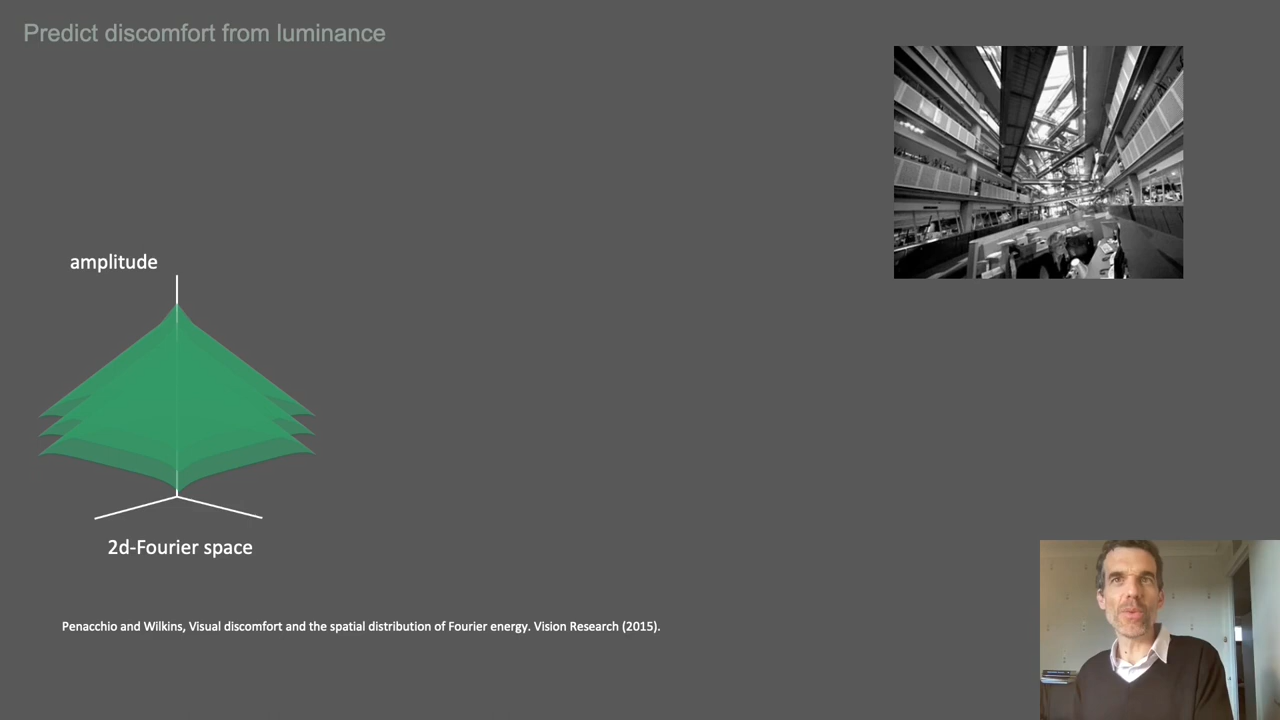 Predict discomfort from luminance
amplitude
2d-Fourier space
Penacchio and Wilkins, Visual discomfort and the spatial distribution of Fourier energy. Vision Research (2015).